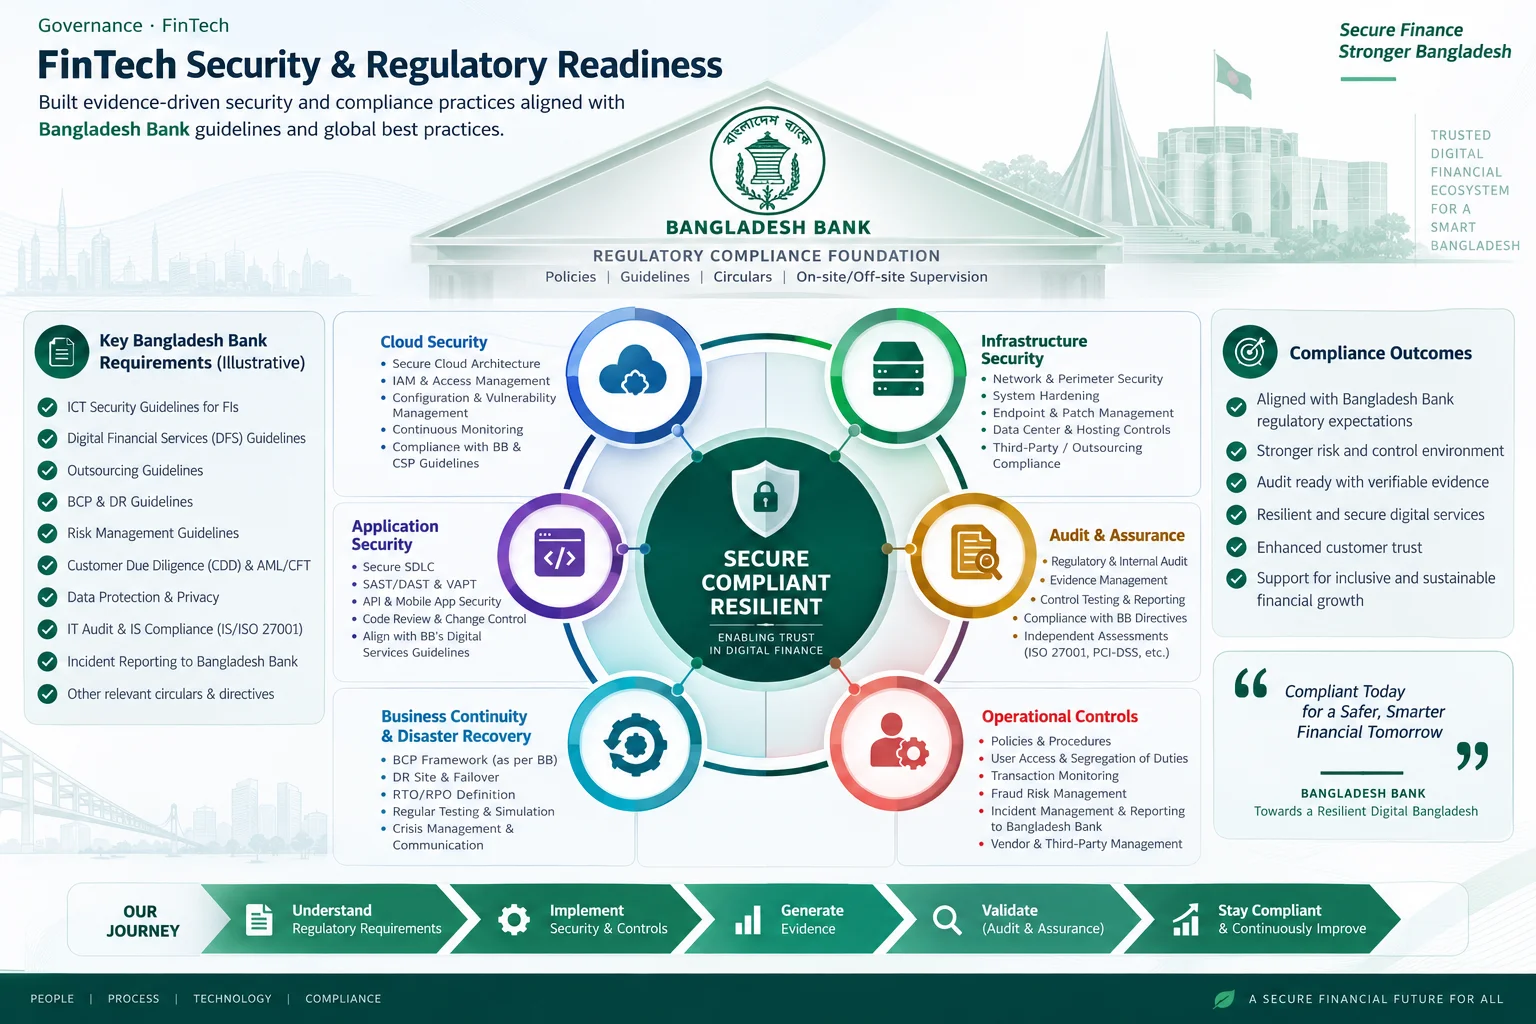 Governance · FinTech
FinTech Security & Regulatory Readiness
Built evidence-driven security and compliance practices aligned with
Bangladesh Bank guidelines and global best practices.
Secure Finance
Stronger Bangladesh
TRUSTED
DIGITAL
FINANCIAL
ECOSYSTEM
FOR A
SMART
BANGLADESH
বাংলাদেশ ব্যাংক
BANGLADESH BANK
REGULATORY COMPLIANCE FOUNDATION
Policies | Guidelines | Circulars | On-site/Off-site Supervision
Key Bangladesh Bank
Requirements (Illustrative)
ICT Security Guidelines for FIs
Digital Financial Services (DFS) Guidelines
Outsourcing Guidelines
BCP & DR Guidelines
Risk Management Guidelines
Customer Due Diligence (CDD) & AML/CFT
Data Protection & Privacy
IT Audit & IS Compliance (IS/ISO 27001)
Incident Reporting to Bangladesh Bank
Other relevant circulars & directives
Cloud Security
• Secure Cloud Architecture
• IAM & Access Management
• Configuration & Vulnerability
Management
• Continuous Monitoring
• Compliance with BB &
CSP Guidelines
Infrastructure
Security
• Network & Perimeter Security
• System Hardening
• Endpoint & Patch Management
• Data Center & Hosting Controls
• Third-Party / Outsourcing
Compliance
Application
Security
• Secure SDLC
• SAST/DAST & VAPT
• API & Mobile App Security
• Code Review & Change Control
• Align with BB's Digital
Services Guidelines
</>
SECURE
COMPLIANT
RESILIENT
ENABLING TRUST
IN DIGITAL FINANCE
Audit & Assurance
• Regulatory & Internal Audit
• Evidence Management
• Control Testing & Reporting
• Compliance with BB Directives
• Independent Assessments
(ISO 27001, PCI-DSS, etc.)
Business Continuity
& Disaster Recovery
• BCP Framework (as per BB)
• DR Site & Failover
• RTO/RPO Definition
• Regular Testing & Simulation
• Crisis Management &
Communication
Operational Controls
• Policies & Procedures
• User Access & Segregation of Duties
• Transaction Monitoring
• Fraud Risk Management
• Incident Management & Reporting
to Bangladesh Bank
• Vendor & Third-Party Management
Compliance Outcomes
Aligned with Bangladesh Bank
regulatory expectations
Stronger risk and control environment
Audit ready with verifiable evidence
Resilient and secure digital services
Enhanced customer trust
Support for inclusive and sustainable
financial growth
“ Compliant Today
for a Safer, Smarter
Financial Tomorrow ”
BANGLADESH BANK
Towards a Resilient Digital Bangladesh
OUR
JOURNEY
Understand
Regulatory Requirements
Implement
Security & Controls
Generate
Evidence
Validate
(Audit & Assurance)
Stay Compliant
& Continuously Improve
PEOPLE | PROCESS | TECHNOLOGY | COMPLIANCE
A SECURE FINANCIAL FUTURE FOR ALL